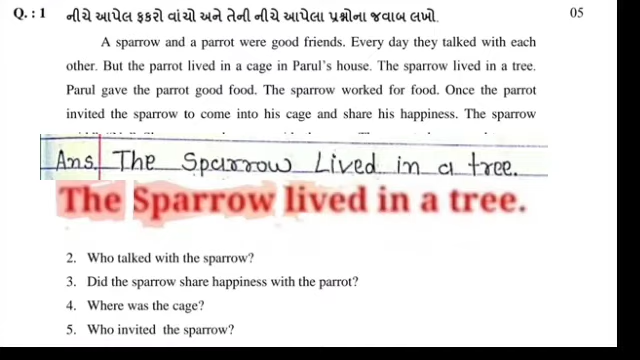 Q. : 1 નીચે આપેલ ફકરો વાંચો અને તેની નીચે આપેલા પ્રશ્નોના જવાબ લખો. 05
A sparrow and a parrot were good friends. Every day they talked with each
other. But the parrot lived in a cage in Parul's house. The sparrow lived in a tree.
Parul gave the parrot good food. The sparrow worked for food. Once the parrot
invited the sparrow to come into his cage and share his happiness. The sparrow
Ans. The Sparrow Lived in a tree.
The Sparrow lived in a tree.
2. Who talked with the sparrow?
3. Did the sparrow share happiness with the parrot?
4. Where was the cage?
5. Who invited the sparrow?